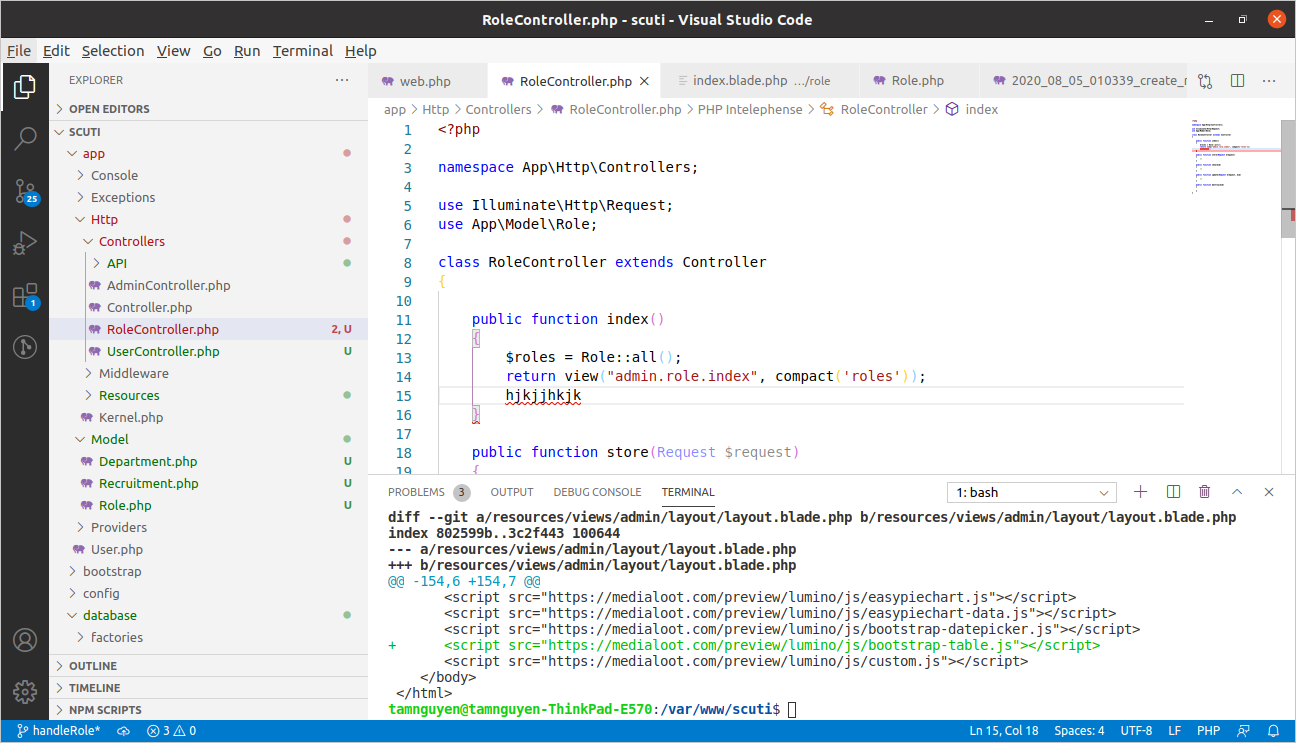 RoleController.php - scuti - Visual Studio Code
File Edit Selection View Go Run Terminal Help
EXPLORER
OPEN EDITORS
SCUTI
app
Console
Exceptions
Http
Controllers
API
AdminController.php
Controller.php
RoleController.php 2, U
UserController.php U
Middleware
Resources
Kernel.php
Model
Department.php U
Recruitment.php U
Role.php U
Providers
User.php
bootstrap
config
database
factories
OUTLINE
TIMELINE
NPM SCRIPTS
25
1
web.php RoleController.php index.blade.php .../role Role.php 2020_08_05_010339_create_r
app > Http > Controllers > RoleController.php > PHP Intelephense > RoleController > index
1 <?php
2
3 namespace App\Http\Controllers;
4
5 use Illuminate\Http\Request;
6 use App\Model\Role;
7
8 class RoleController extends Controller
9 {
10
11 public function index()
12 {
13 $roles = Role::all();
14 return view("admin.role.index", compact('roles'));
15 hjkjjhkjk
16 }
17
18 public function store(Request $request)
19 {
PROBLEMS 3 OUTPUT DEBUG CONSOLE TERMINAL 1: bash
diff --git a/resources/views/admin/layout/layout.blade.php b/resources/views/admin/layout/layout.blade.php
index 802599b..3c2f443 100644
--- a/resources/views/admin/layout/layout.blade.php
+++ b/resources/views/admin/layout/layout.blade.php
@@ -154,6 +154,7 @@
<script src="https://medialoot.com/preview/lumino/js/easypiechart.js"></script>
<script src="https://medialoot.com/preview/lumino/js/easypiechart-data.js"></script>
<script src="https://medialoot.com/preview/lumino/js/bootstrap-datepicker.js"></script>
+ <script src="https://medialoot.com/preview/lumino/js/bootstrap-table.js"></script>
<script src="https://medialoot.com/preview/lumino/js/custom.js"></script>
</body>
</html>
tamnguyen@tamnguyen-ThinkPad-E570:/var/www/scuti$
handleRole* 3 0 Ln 15, Col 18 Spaces: 4 UTF-8 LF PHP